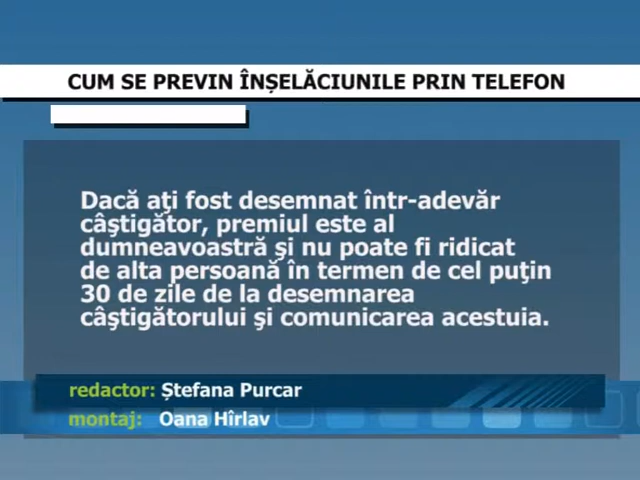 CUM SE PREVIN ÎNȘELĂCIUNILE PRIN TELEFON
Dacă aţi fost desemnat într-adevăr
câştigător, premiul este al
dumneavoastră şi nu poate fi ridicat
de alta persoană în termen de cel puţin
30 de zile de la desemnarea
câştigătorului şi comunicarea acestuia.
redactor: Ștefana Purcar
montaj: Oana Hîrlav